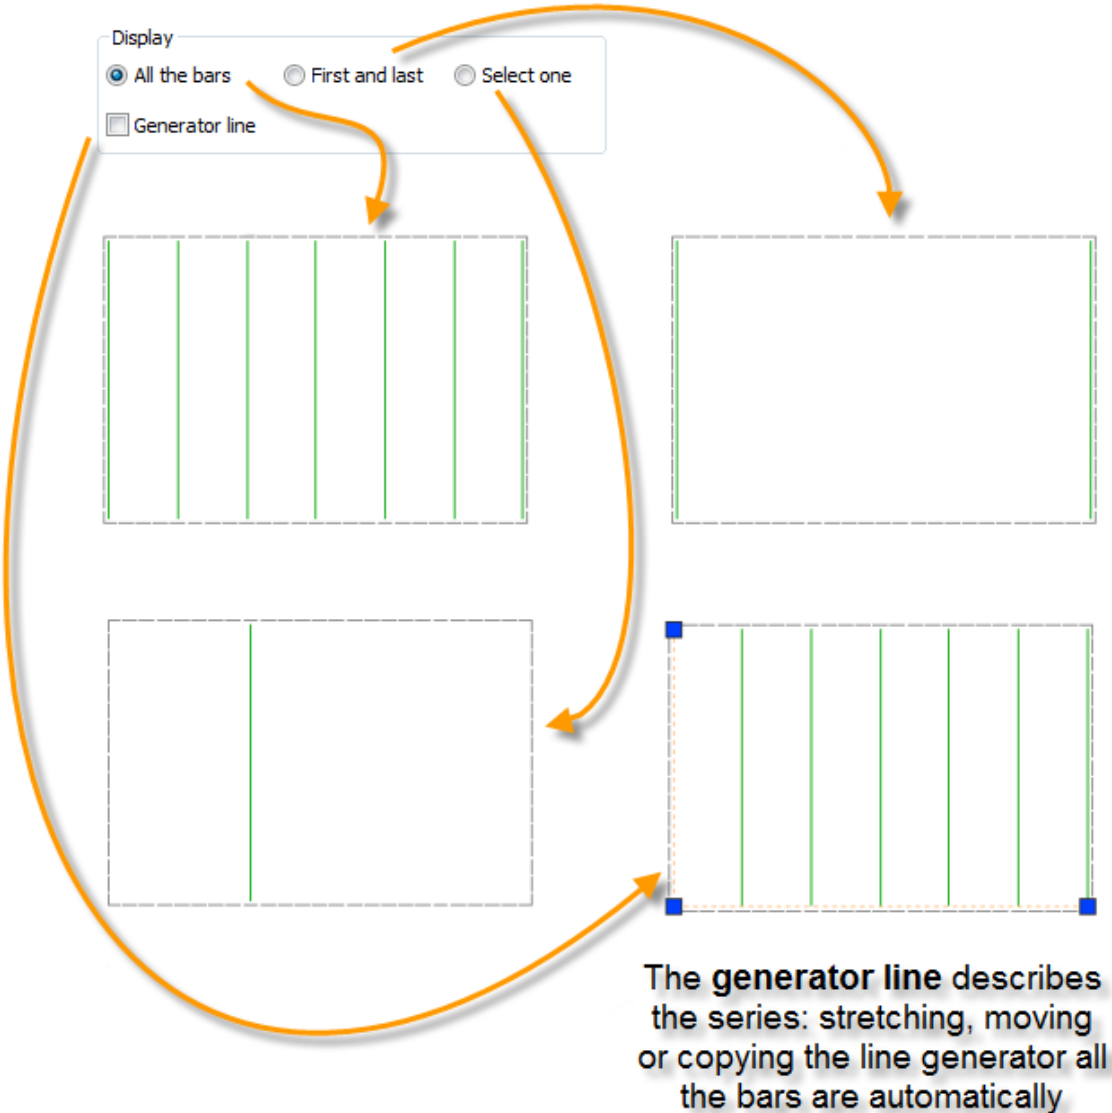 Display
All the bars First and last Select one
Generator line
The generator line describes
the series: stretching, moving
or copying the line generator all
the bars are automatically